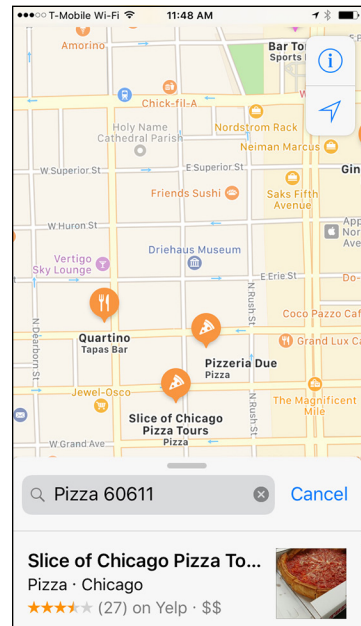 T-Mobile Wi-Fi 11:48 AM
Amorino
Sports
Chick-fil-A
Holy Name
Cathedral Parish
Nordstrom Rack
Neiman Marcus
W Superior St
E Superior St
Friends Sushi
Saks Fifth
Avenue
W Huron St
Vertigo
Sky Lounge
Driehaus Museum
E Erie St
N Dearborn St
N Rush St
Coco Pazzo Caf
Quartino
Tapas Bar
Pizzeria Due
Pizza
Grand Lux Ca
Jewel-Osco
The Magnificent
Mile
Slice of Chicago
Pizza Tours
Pizza
N Rush St
W Grand Ave
Pizza 60611
Cancel
Slice of Chicago Pizza To...
Pizza · Chicago
(27) on Yelp · $$